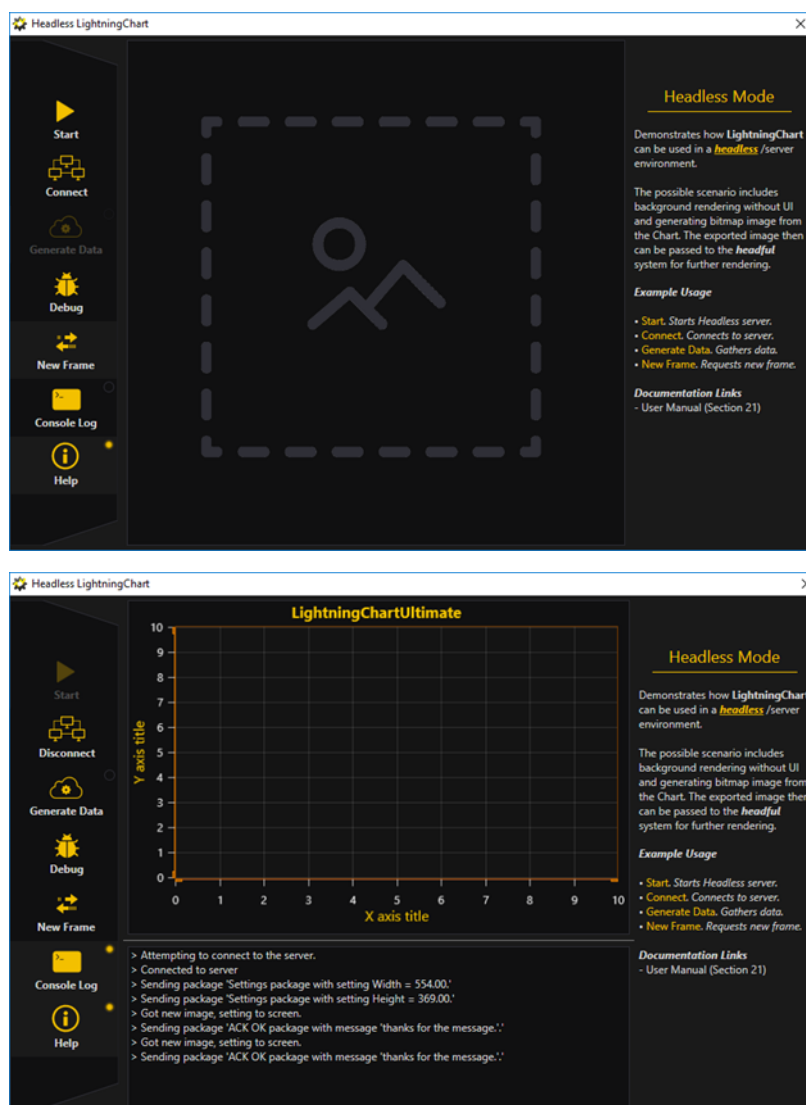 Headless LightningChart
Start
Connect
Generate Data
Debug
New Frame
Console Log
Help
Headless Mode
Demonstrates how LightningChart
can be used in a headless /server
environment.
The possible scenario includes
background rendering without UI
and generating bitmap image from
the Chart. The exported image then
can be passed to the headful
system for further rendering.
Example Usage
• Start. Starts Headless server.
• Connect. Connects to server.
• Generate Data. Gathers data.
• New Frame. Requests new frame.
Documentation Links
- User Manual (Section 21)
Headless LightningChart
Start
Disconnect
Generate Data
Debug
New Frame
Console Log
Help
LightningChartUltimate
Y axis title
10
9
8
7
6
5
4
3
2
1
0
0 1 2 3 4 5 6 7 8 9 10
X axis title
> Attempting to connect to the server.
> Connected to server
> Sending package 'Settings package with setting Width = 554.00.'
> Sending package 'Settings package with setting Height = 369.00.'
> Got new image, setting to screen.
> Sending package 'ACK OK package with message 'thanks for the message.'.'
> Got new image, setting to screen.
> Sending package 'ACK OK package with message 'thanks for the message.'.'
Headless Mode
Demonstrates how LightningChart
can be used in a headless /server
environment.
The possible scenario includes
background rendering without UI
and generating bitmap image from
the Chart. The exported image then
can be passed to the headful
system for further rendering.
Example Usage
• Start. Starts Headless server.
• Connect. Connects to server.
• Generate Data. Gathers data.
• New Frame. Requests new frame.
Documentation Links
- User Manual (Section 21)